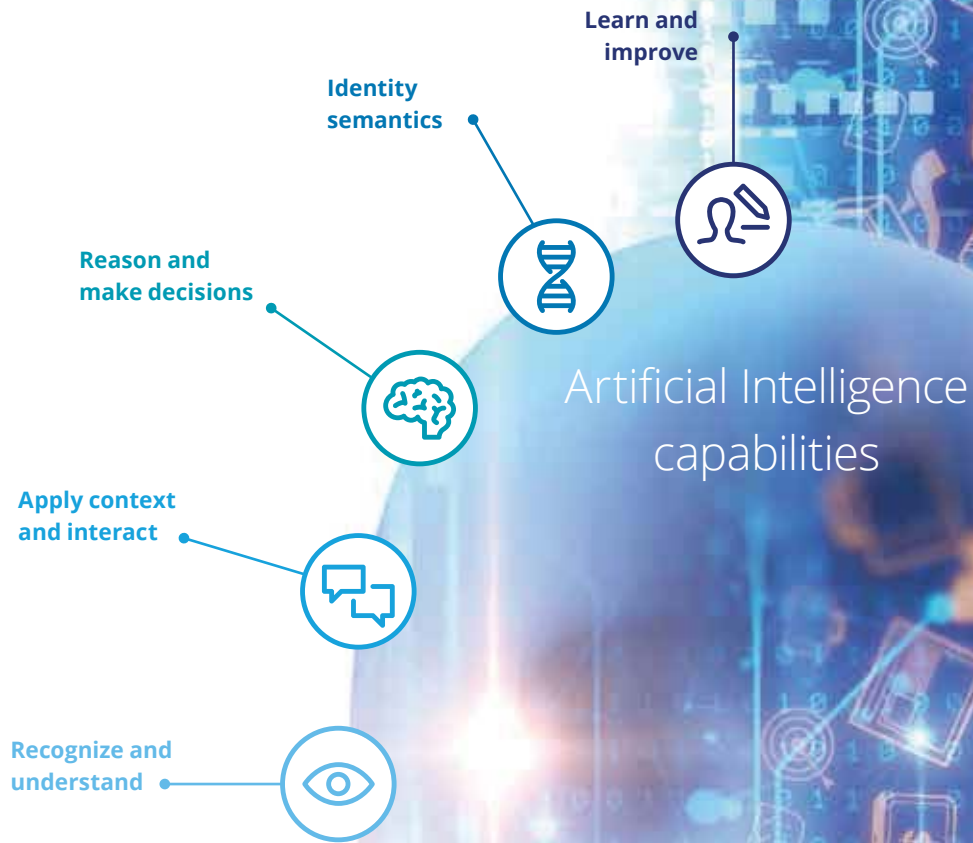 Learn and
improve
Identity
semantics
Reason and
make decisions
Artificial Intelligence
capabilities
Apply context
and interact
Recognize and
understand